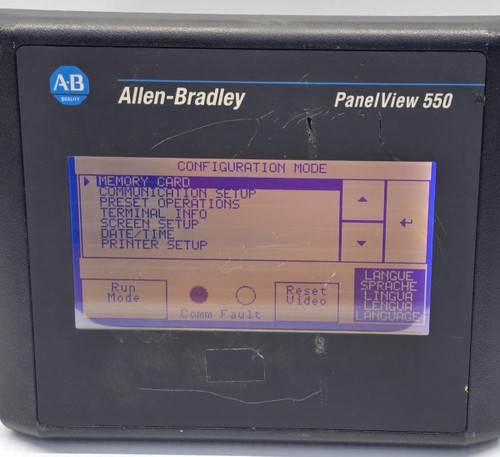 A·B
QUALITY
Allen-Bradley
PanelView 550
CONFIGURATION MODE
MEMORY CARD
COMMUNICATION SETUP
PRESET OPERATIONS
TERMINAL INFO
SCREEN SETUP
DATE/TIME
PRINTER SETUP
Run
Mode
Comm Fault
Reset
Video
LANGUE
SPRACHE
LINGUA
LENGUA
LANGUAGE